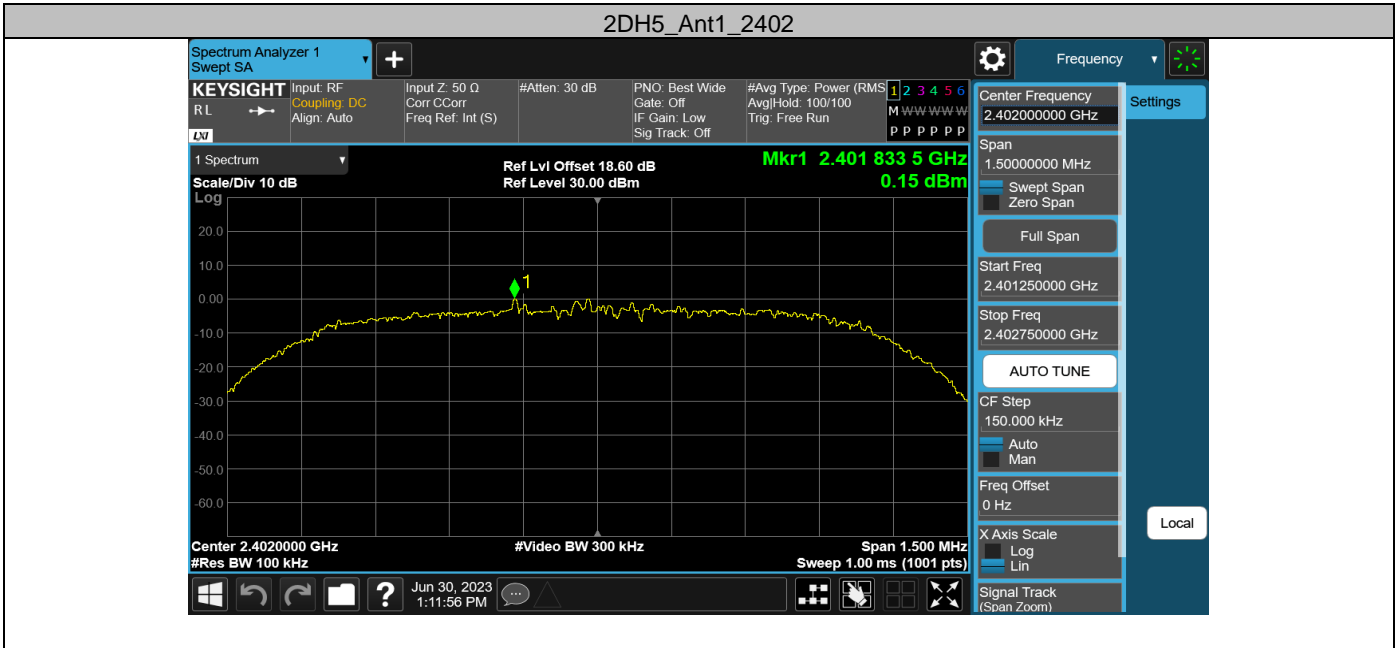 2DH5_Ant1_2402
Spectrum Analyzer 1
Swept SA
Frequency
KEYSIGHT
R L
LXI
Input: RF
Coupling: DC
Align: Auto
Input Z: 50 Ω
Corr CCorr
Freq Ref: Int (S)
#Atten: 30 dB
PNO: Best Wide
Gate: Off
IF Gain: Low
Sig Track: Off
#Avg Type: Power (RMS
Avg|Hold: 100/100
Trig: Free Run
1 2 3 4 5 6
M W W W W W
P P P P P P
1 Spectrum
Scale/Div 10 dB
Log
Ref Lvl Offset 18.60 dB
Ref Level 30.00 dBm
Mkr1 2.401 833 5 GHz
0.15 dBm
20.0
10.0
0.00
-10.0
-20.0
-30.0
-40.0
-50.0
-60.0
1
Center 2.4020000 GHz
#Res BW 100 kHz
#Video BW 300 kHz
Span 1.500 MHz
Sweep 1.00 ms (1001 pts)
Jun 30, 2023
1:11:56 PM
?
Center Frequency
2.402000000 GHz
Span
1.50000000 MHz
Swept Span
Zero Span
Full Span
Start Freq
2.401250000 GHz
Stop Freq
2.402750000 GHz
AUTO TUNE
CF Step
150.000 kHz
Auto
Man
Freq Offset
0 Hz
X Axis Scale
Log
Lin
Signal Track
(Span Zoom)
Settings
Local